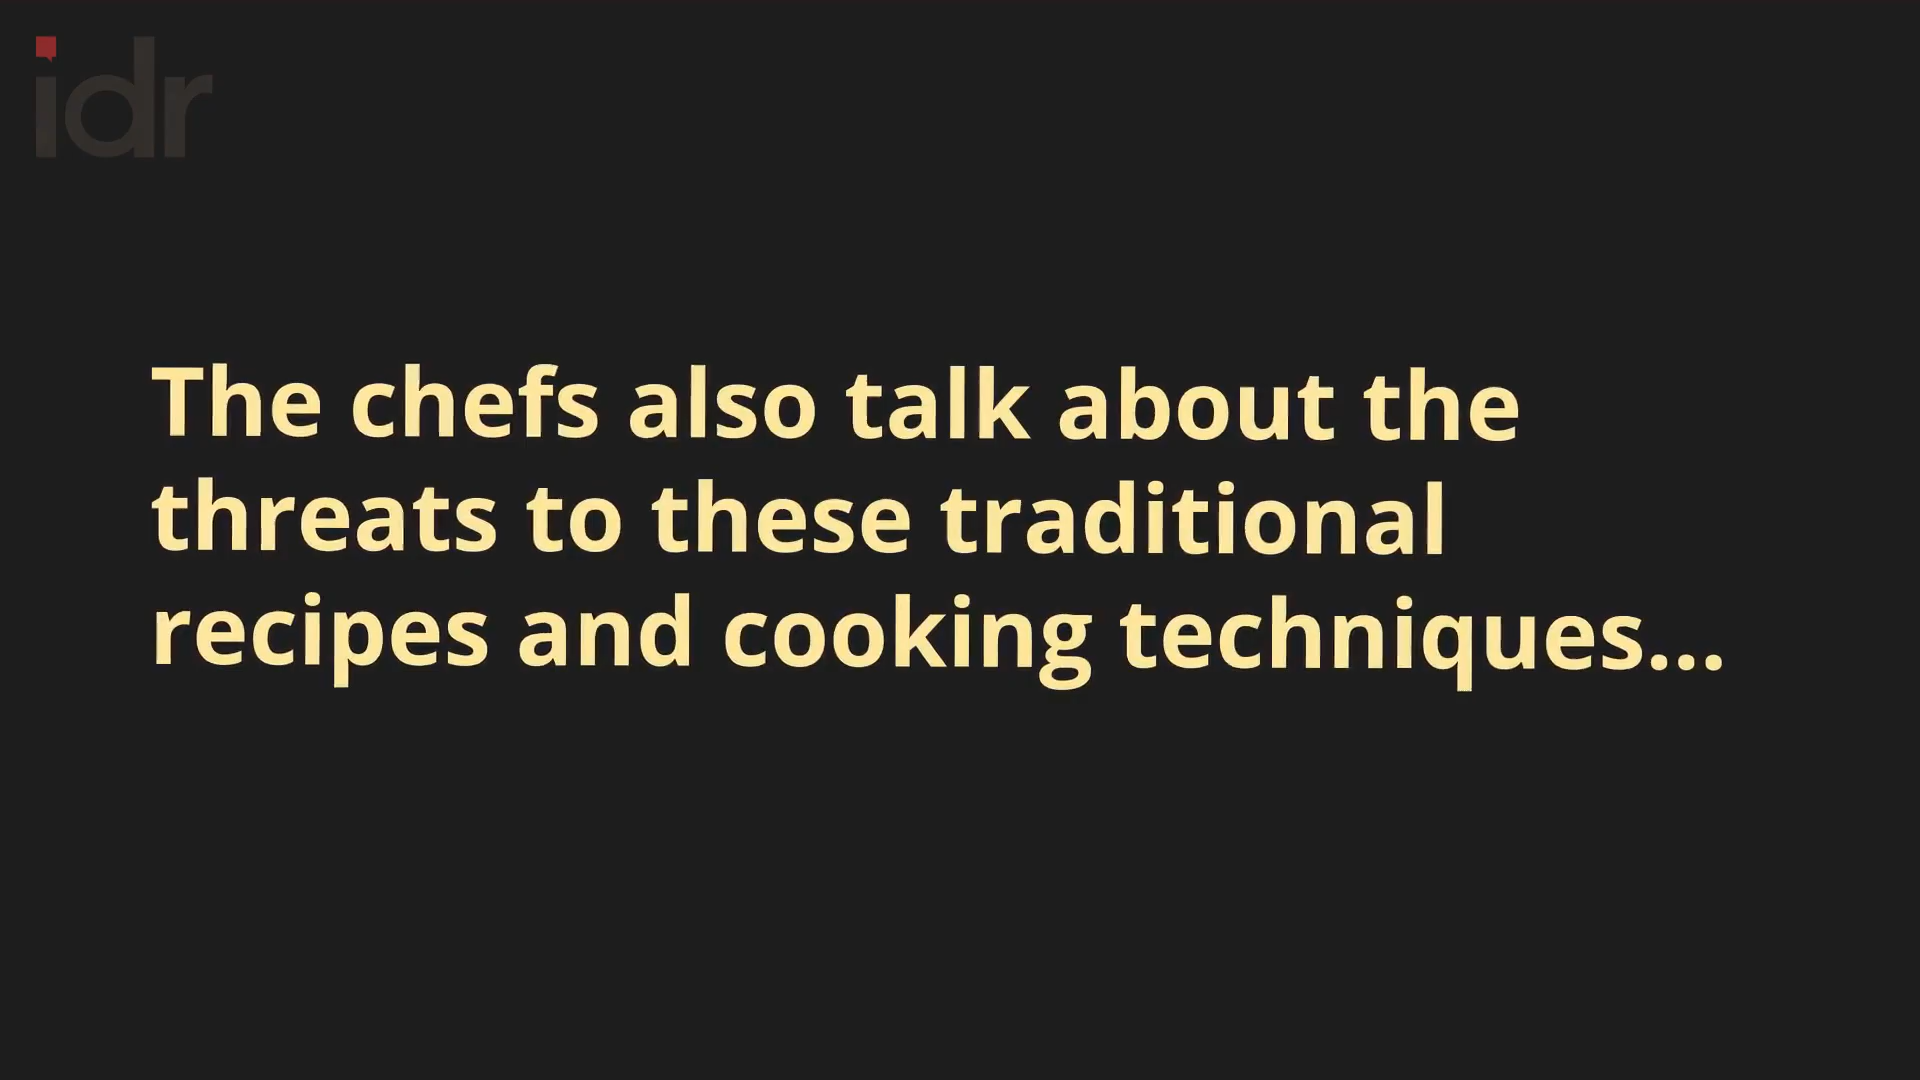 idr
The chefs also talk about the
threats to these traditional
recipes and cooking techniques...